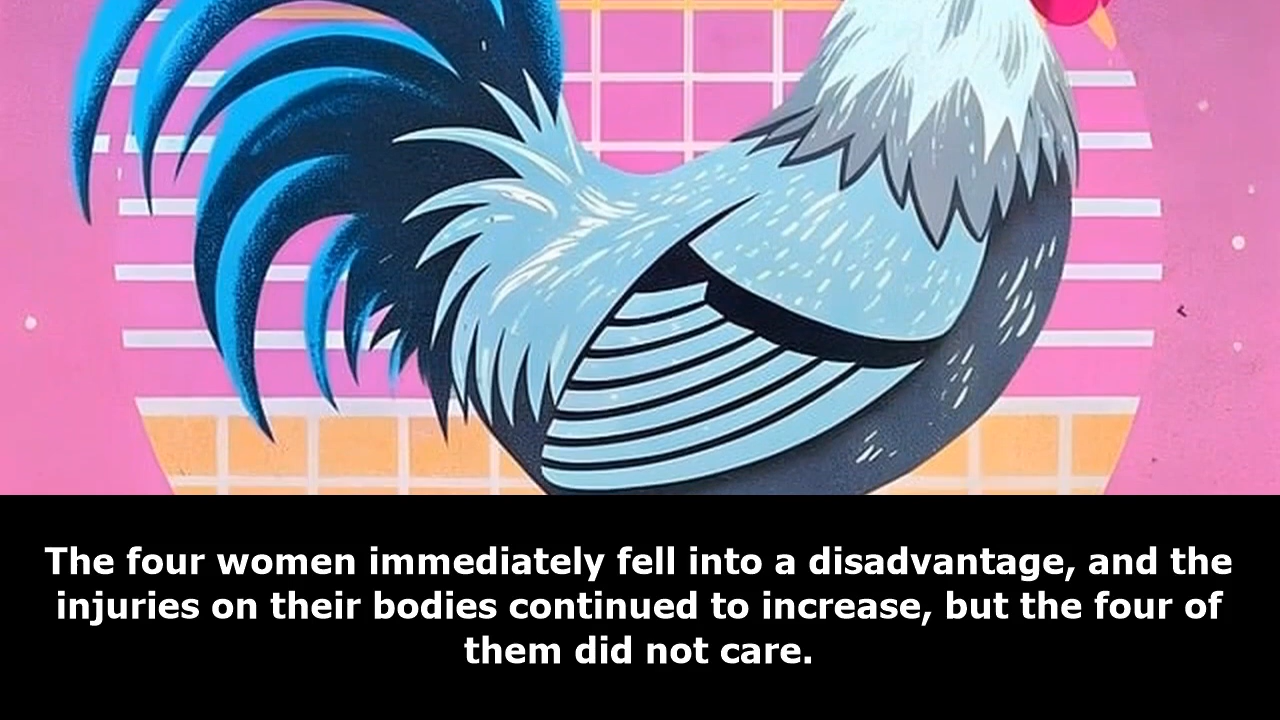 The four women immediately fell into a disadvantage, and the
injuries on their bodies continued to increase, but the four of
them did not care.